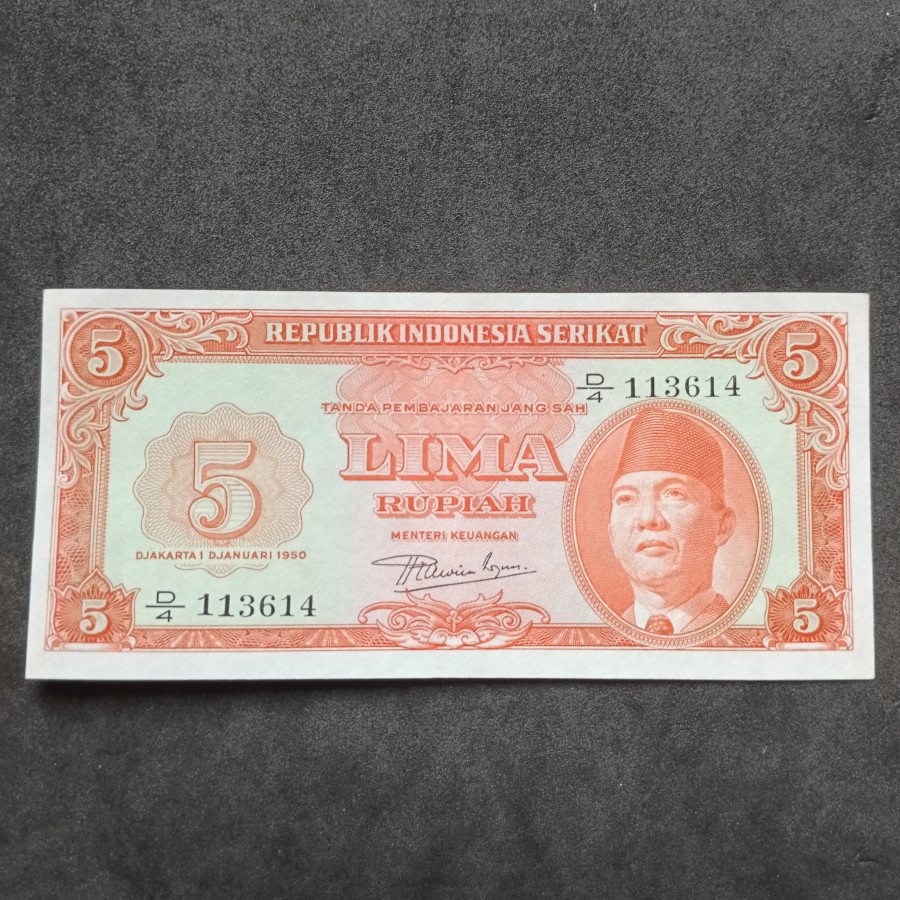 5 REPUBLIK INDONESIA SERIKAT 5
D/4 113614
TANDA PEMBAJARAN JANG SAH
5 LIMA
RUPIAH
MENTERI KEUANGAN
DJAKARTA 1 DJANUARI 1950
D/4 113614
5 5